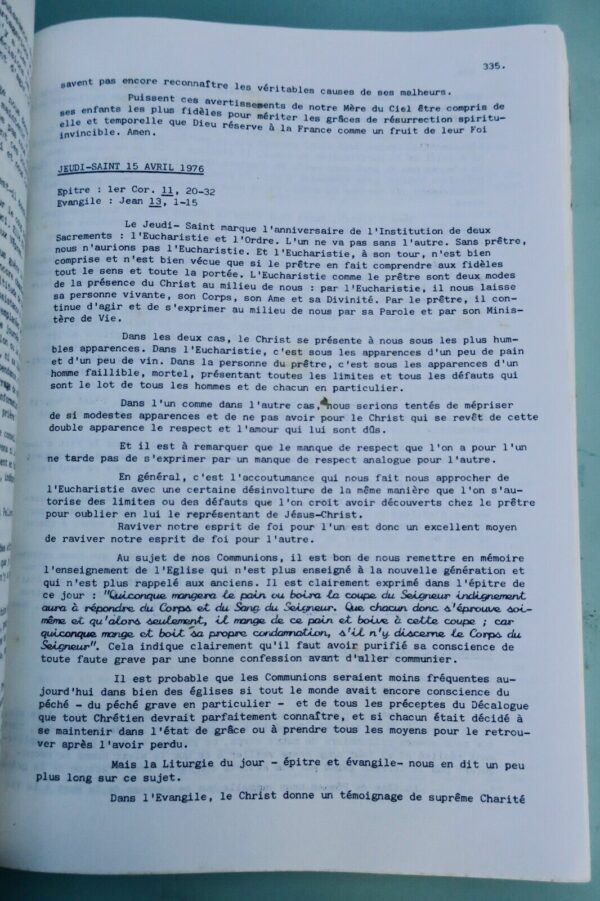 335.
savent pas encore reconnaître les véritables causes de ses malheurs.
Puissent ces avertissements de notre Mère du Ciel être compris de
ses enfants les plus fidèles pour mériter les grâces de résurrection spiritu-
elle et temporelle que Dieu réserve à la France comme un fruit de leur Foi
invincible. Amen.
JEUDI-SAINT 15 AVRIL 1976
Epitre : 1er Cor. 11, 20-32
Evangile : Jean 13, 1-15
Le Jeudi- Saint marque l'anniversaire de l'Institution de deux
Sacrements : l'Eucharistie et l'Ordre. L'un ne va pas sans l'autre. Sans prêtre,
nous n'aurions pas l'Eucharistie. Et l'Eucharistie, à son tour, n'est bien
comprise et n'est bien vécue que si le prêtre en fait comprendre aux fidèles
tout le sens et toute la portée. L'Eucharistie comme le prêtre sont deux modes
de la présence du Christ au milieu de nous : par l'Eucharistie, il nous laisse
sa personne vivante, son Corps, son Ame et sa Divinité. Par le prêtre, il con-
tinue d'agir et de s'exprimer au milieu de nous par sa Parole et par son Minis-
tère de Vie.
Dans les deux cas, le Christ se présente à nous sous les plus hum-
bles apparences. Dans l'Eucharistie, c'est sous les apparences d'un peu de pain
et d'un peu de vin. Dans la personne du prêtre, c'est sous les apparences d'un
homme faillible, mortel, présentant toutes les limites et tous les défauts qui
sont le lot de tous les hommes et de chacun en particulier.
Dans l'un comme dans l'autre cas, nous serions tentés de mépriser
de si modestes apparences et de ne pas avoir pour le Christ qui se revêt de cette
double apparence le respect et l'amour qui lui sont dûs.
Et il est à remarquer que le manque de respect que l'on a pour l'un
ne tarde pas de s'exprimer par un manque de respect analogue pour l'autre.
En général, c'est l'accoutumance qui nous fait nous approcher de
l'Eucharistie avec une certaine désinvolture de la même manière que l'on s'au-
torise des limites ou des défauts que l'on croit avoir découverts chez le prêtre
pour oublier en lui le représentant de Jésus-Christ.
Raviver notre esprit de foi pour l'un est donc un excellent moyen
de raviver notre esprit de foi pour l'autre.
Au sujet de nos Communions, il est bon de nous remettre en mémoire
l'enseignement de l'Eglise qui n'est plus enseigné à la nouvelle génération et
qui n'est plus rappelé aux anciens. Il est clairement exprimé dans l'épitre de
ce jour : "Quiconque mangera le pain ou boira la coupe du Seigneur indignement
aura à répondre du Corps et du Sang du Seigneur. Que chacun donc s'éprouve soi-
même et qu'alors seulement, il mange de ce pain et boive à cette coupe ; car
quiconque mange et boit sa propre condamnation, s'il n'y discerne le Corps du
Seigneur". Cela indique clairement qu'il faut avoir purifié sa conscience de
toute faute grave par une bonne confession avant d'aller communier.
Il est probable que les Communions seraient moins fréquentes au-
jourd'hui dans bien des églises si tout le monde avait encore conscience du
péché - du péché grave en particulier - et de tous les préceptes du Décalogue
que tout Chrétien devrait parfaitement connaître, et si chacun était décidé à
se maintenir dans l'état de grâce ou à prendre tous les moyens pour le retrou-
ver après l'avoir perdu.
Mais la Liturgie du jour - épitre et évangile- nous en dit un peu
plus long sur ce sujet.
Dans l'Evangile, le Christ donne un témoignage de suprême Charité